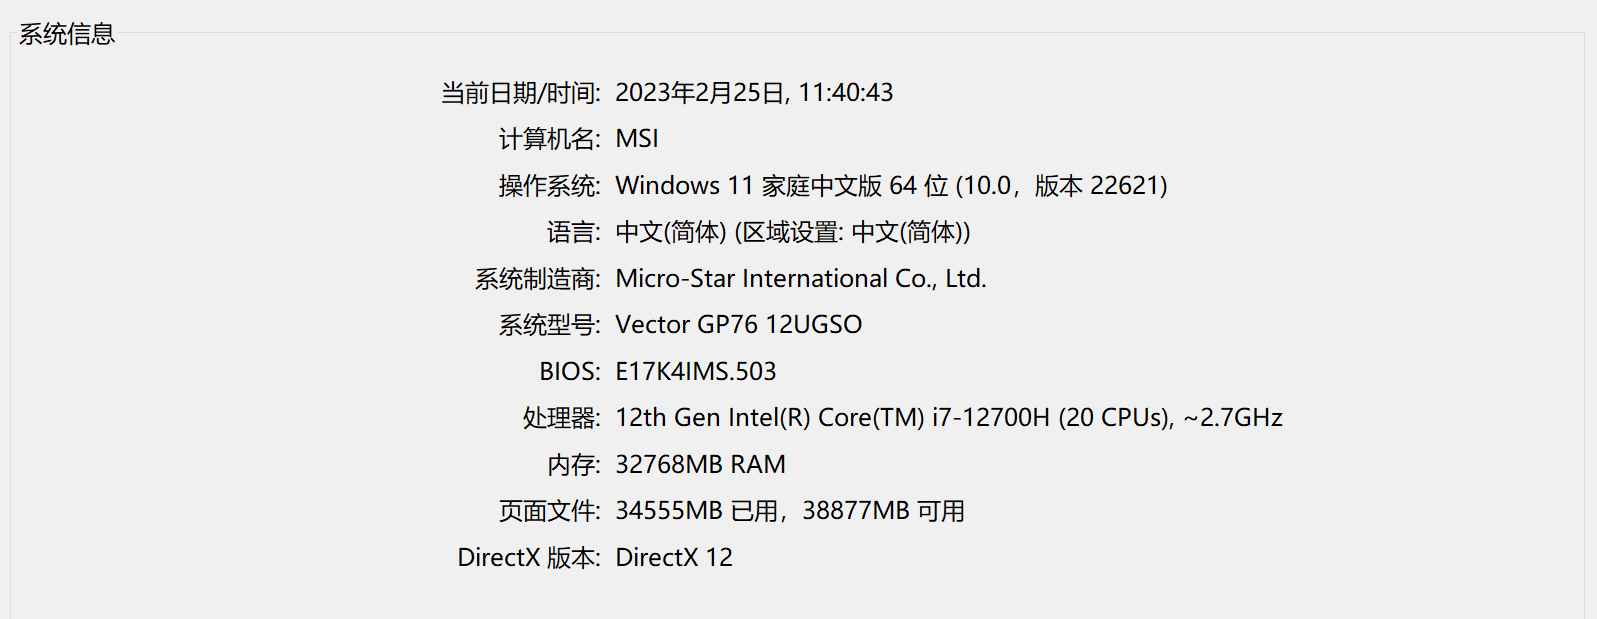 系统信息
当前日期/时间: 2023年2月25日, 11:40:43
计算机名: MSI
操作系统: Windows 11 家庭中文版 64 位 (10.0，版本 22621)
语言: 中文(简体) (区域设置: 中文(简体))
系统制造商: Micro-Star International Co., Ltd.
系统型号: Vector GP76 12UGSO
BIOS: E17K4IMS.503
处理器: 12th Gen Intel(R) Core(TM) i7-12700H (20 CPUs), ~2.7GHz
内存: 32768MB RAM
页面文件: 34555MB 已用，38877MB 可用
DirectX 版本: DirectX 12